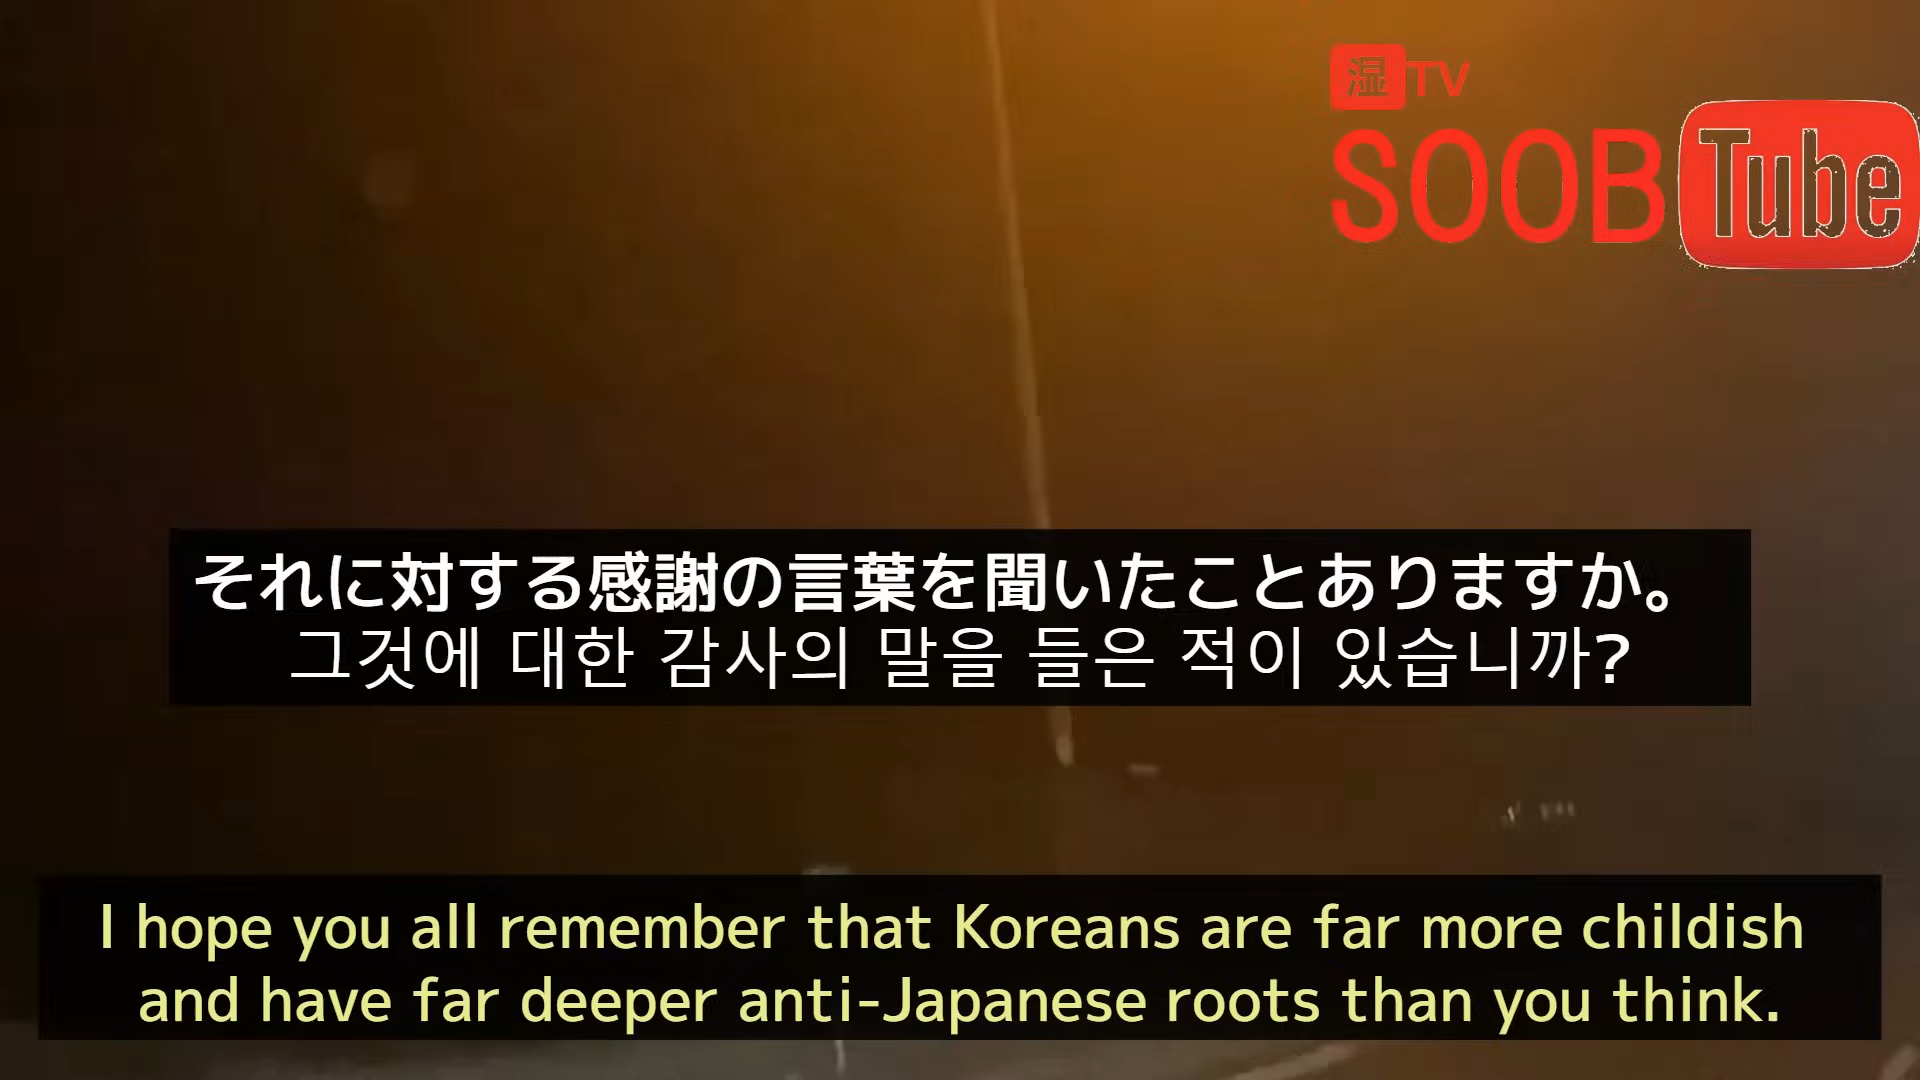 湿TV
SOOBTube
それに対する感謝の言葉を聞いたことありますか。
그것에 대한 감사의 말을 들은 적이 있습니까?
I hope you all remember that Koreans are far more childish
and have far deeper anti-Japanese roots than you think.